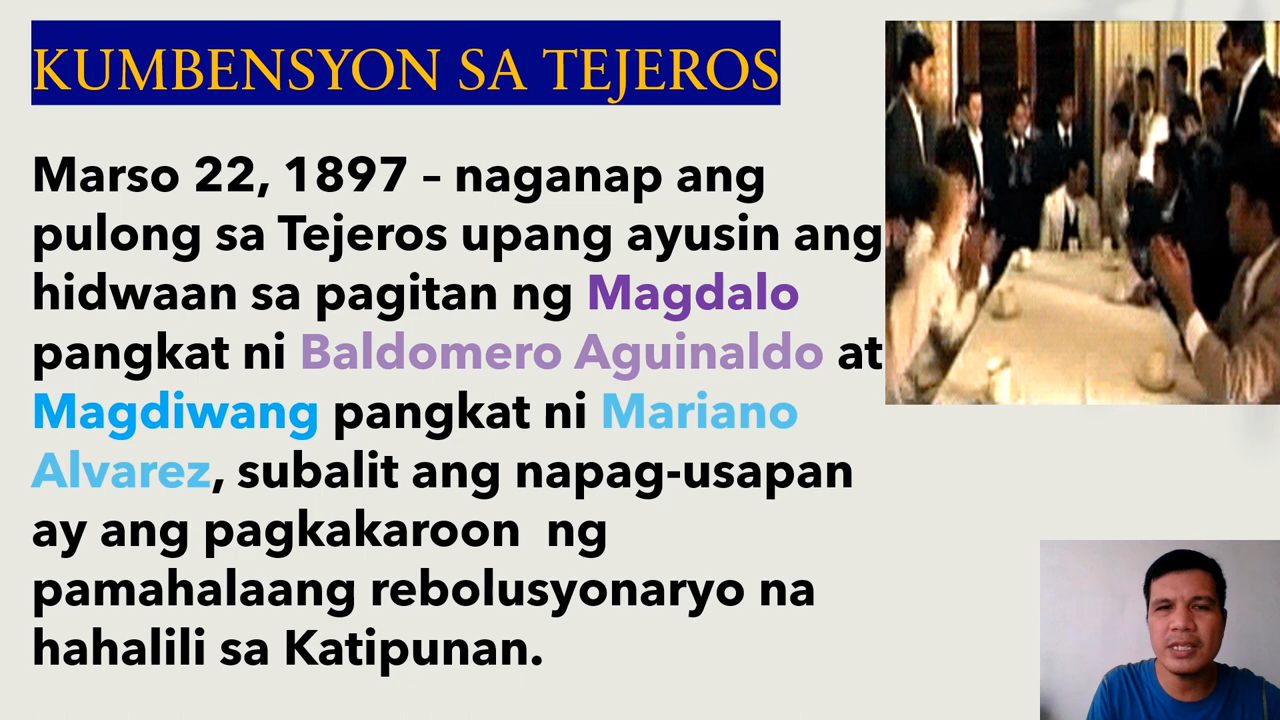 KUMBENSYON SA TEJEROS
Marso 22, 1897 – naganap ang
pulong sa Tejeros upang ayusin ang
hidwaan sa pagitan ng Magdalo
pangkat ni Baldomero Aguinaldo at
Magdiwang pangkat ni Mariano
Alvarez, subalit ang napag-usapan
ay ang pagkakaroon  ng
pamahalaang rebolusyonaryo na
hahalili sa Katipunan.